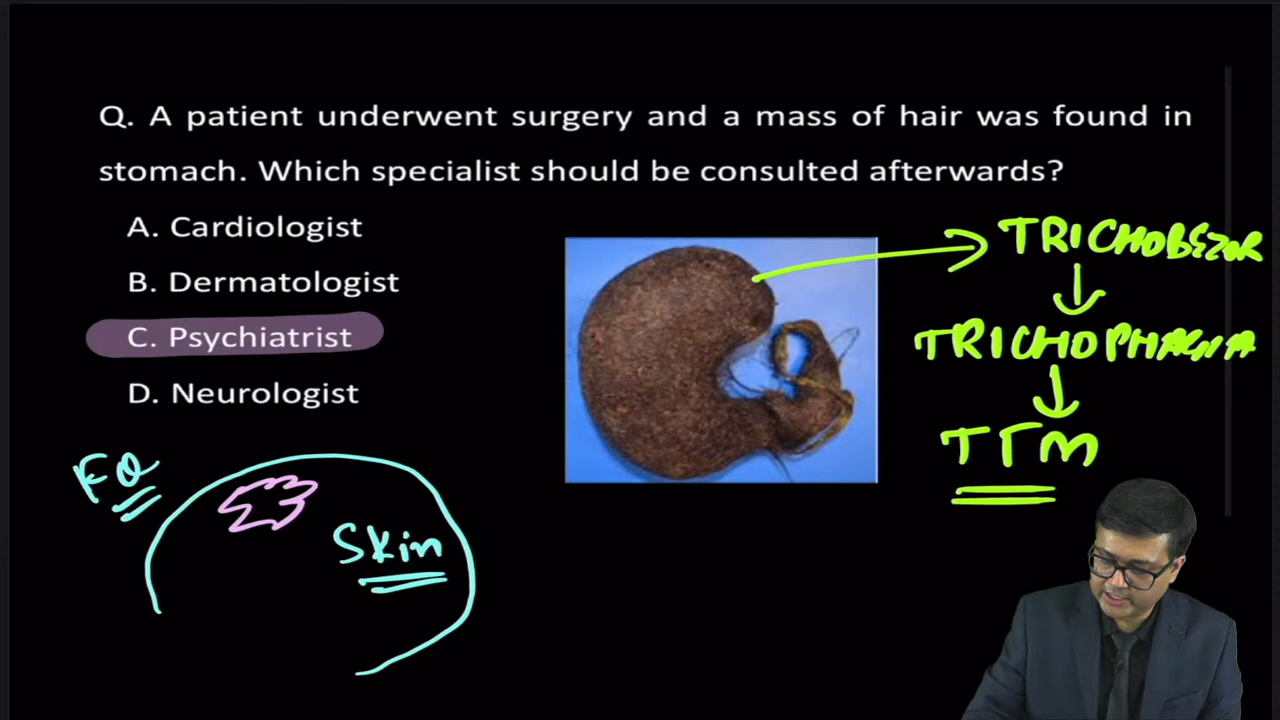 Q. A patient underwent surgery and a mass of hair was found in
stomach. Which specialist should be consulted afterwards?
A. Cardiologist
B. Dermatologist
C. Psychiatrist
D. Neurologist
TRICHOBEZOR
TRICHOPHAGIA
TTM
Skin